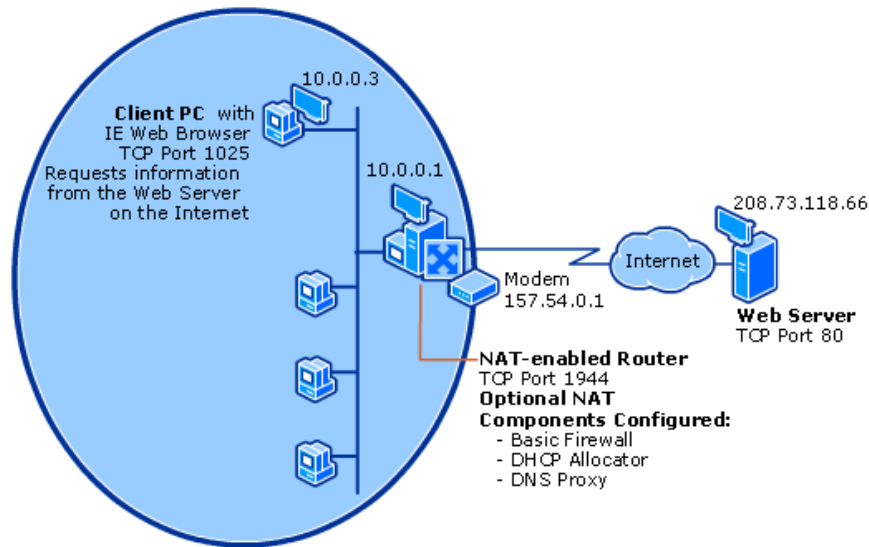 10.0.0.3
Client PC with
IE Web Browser
TCP Port 1025
Requests information
from the Web Server
on the Internet
10.0.0.1
208.73.118.66
Internet
Modem
157.54.0.1
Web Server
TCP Port 80
NAT-enabled Router
TCP Port 1944
Optional NAT
Components Configured:
- Basic Firewall
- DHCP Allocator
- DNS Proxy